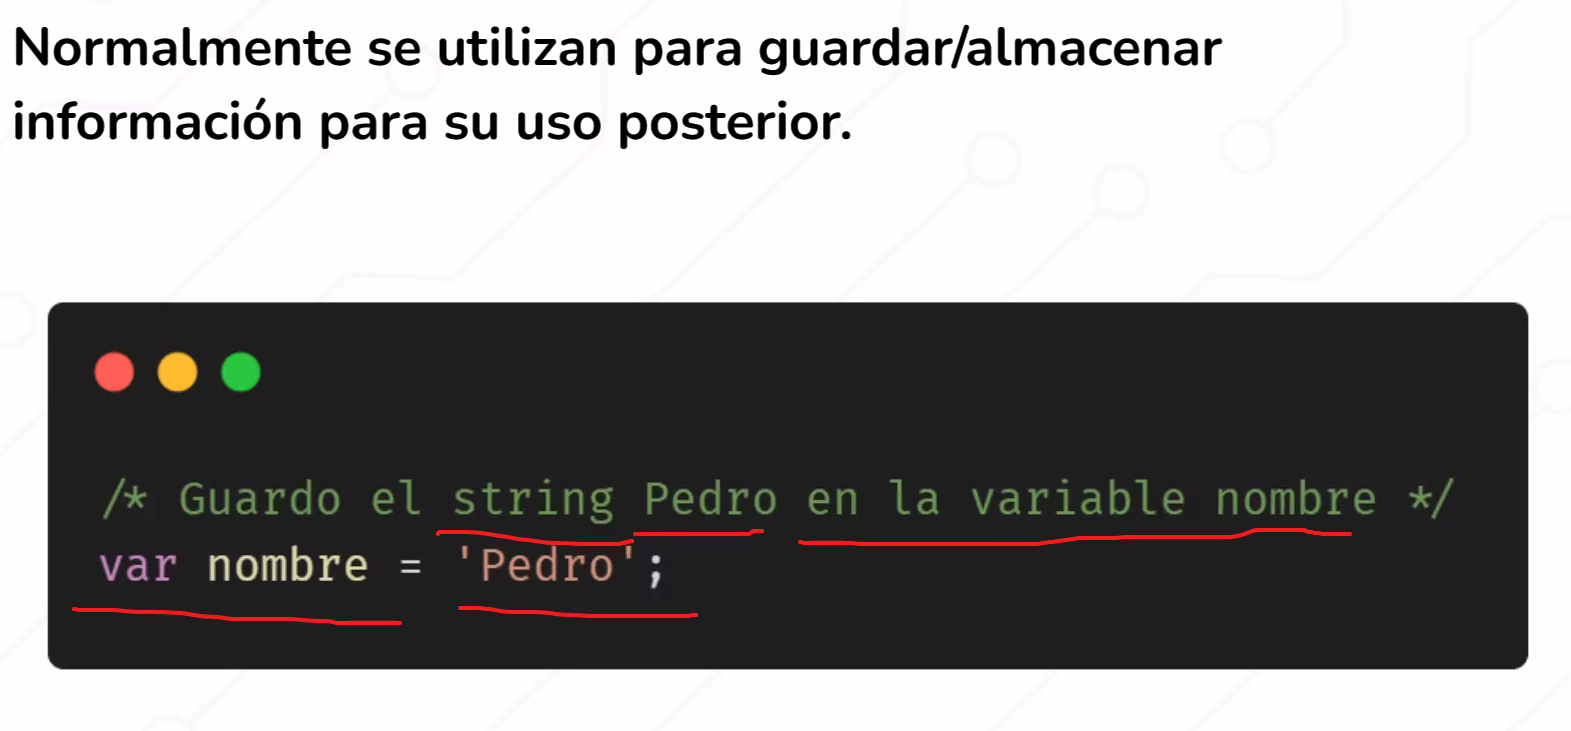 Normalmente se utilizan para guardar/almacenar
información para su uso posterior.
/* Guardo el string Pedro en la variable nombre */
var nombre = 'Pedro';